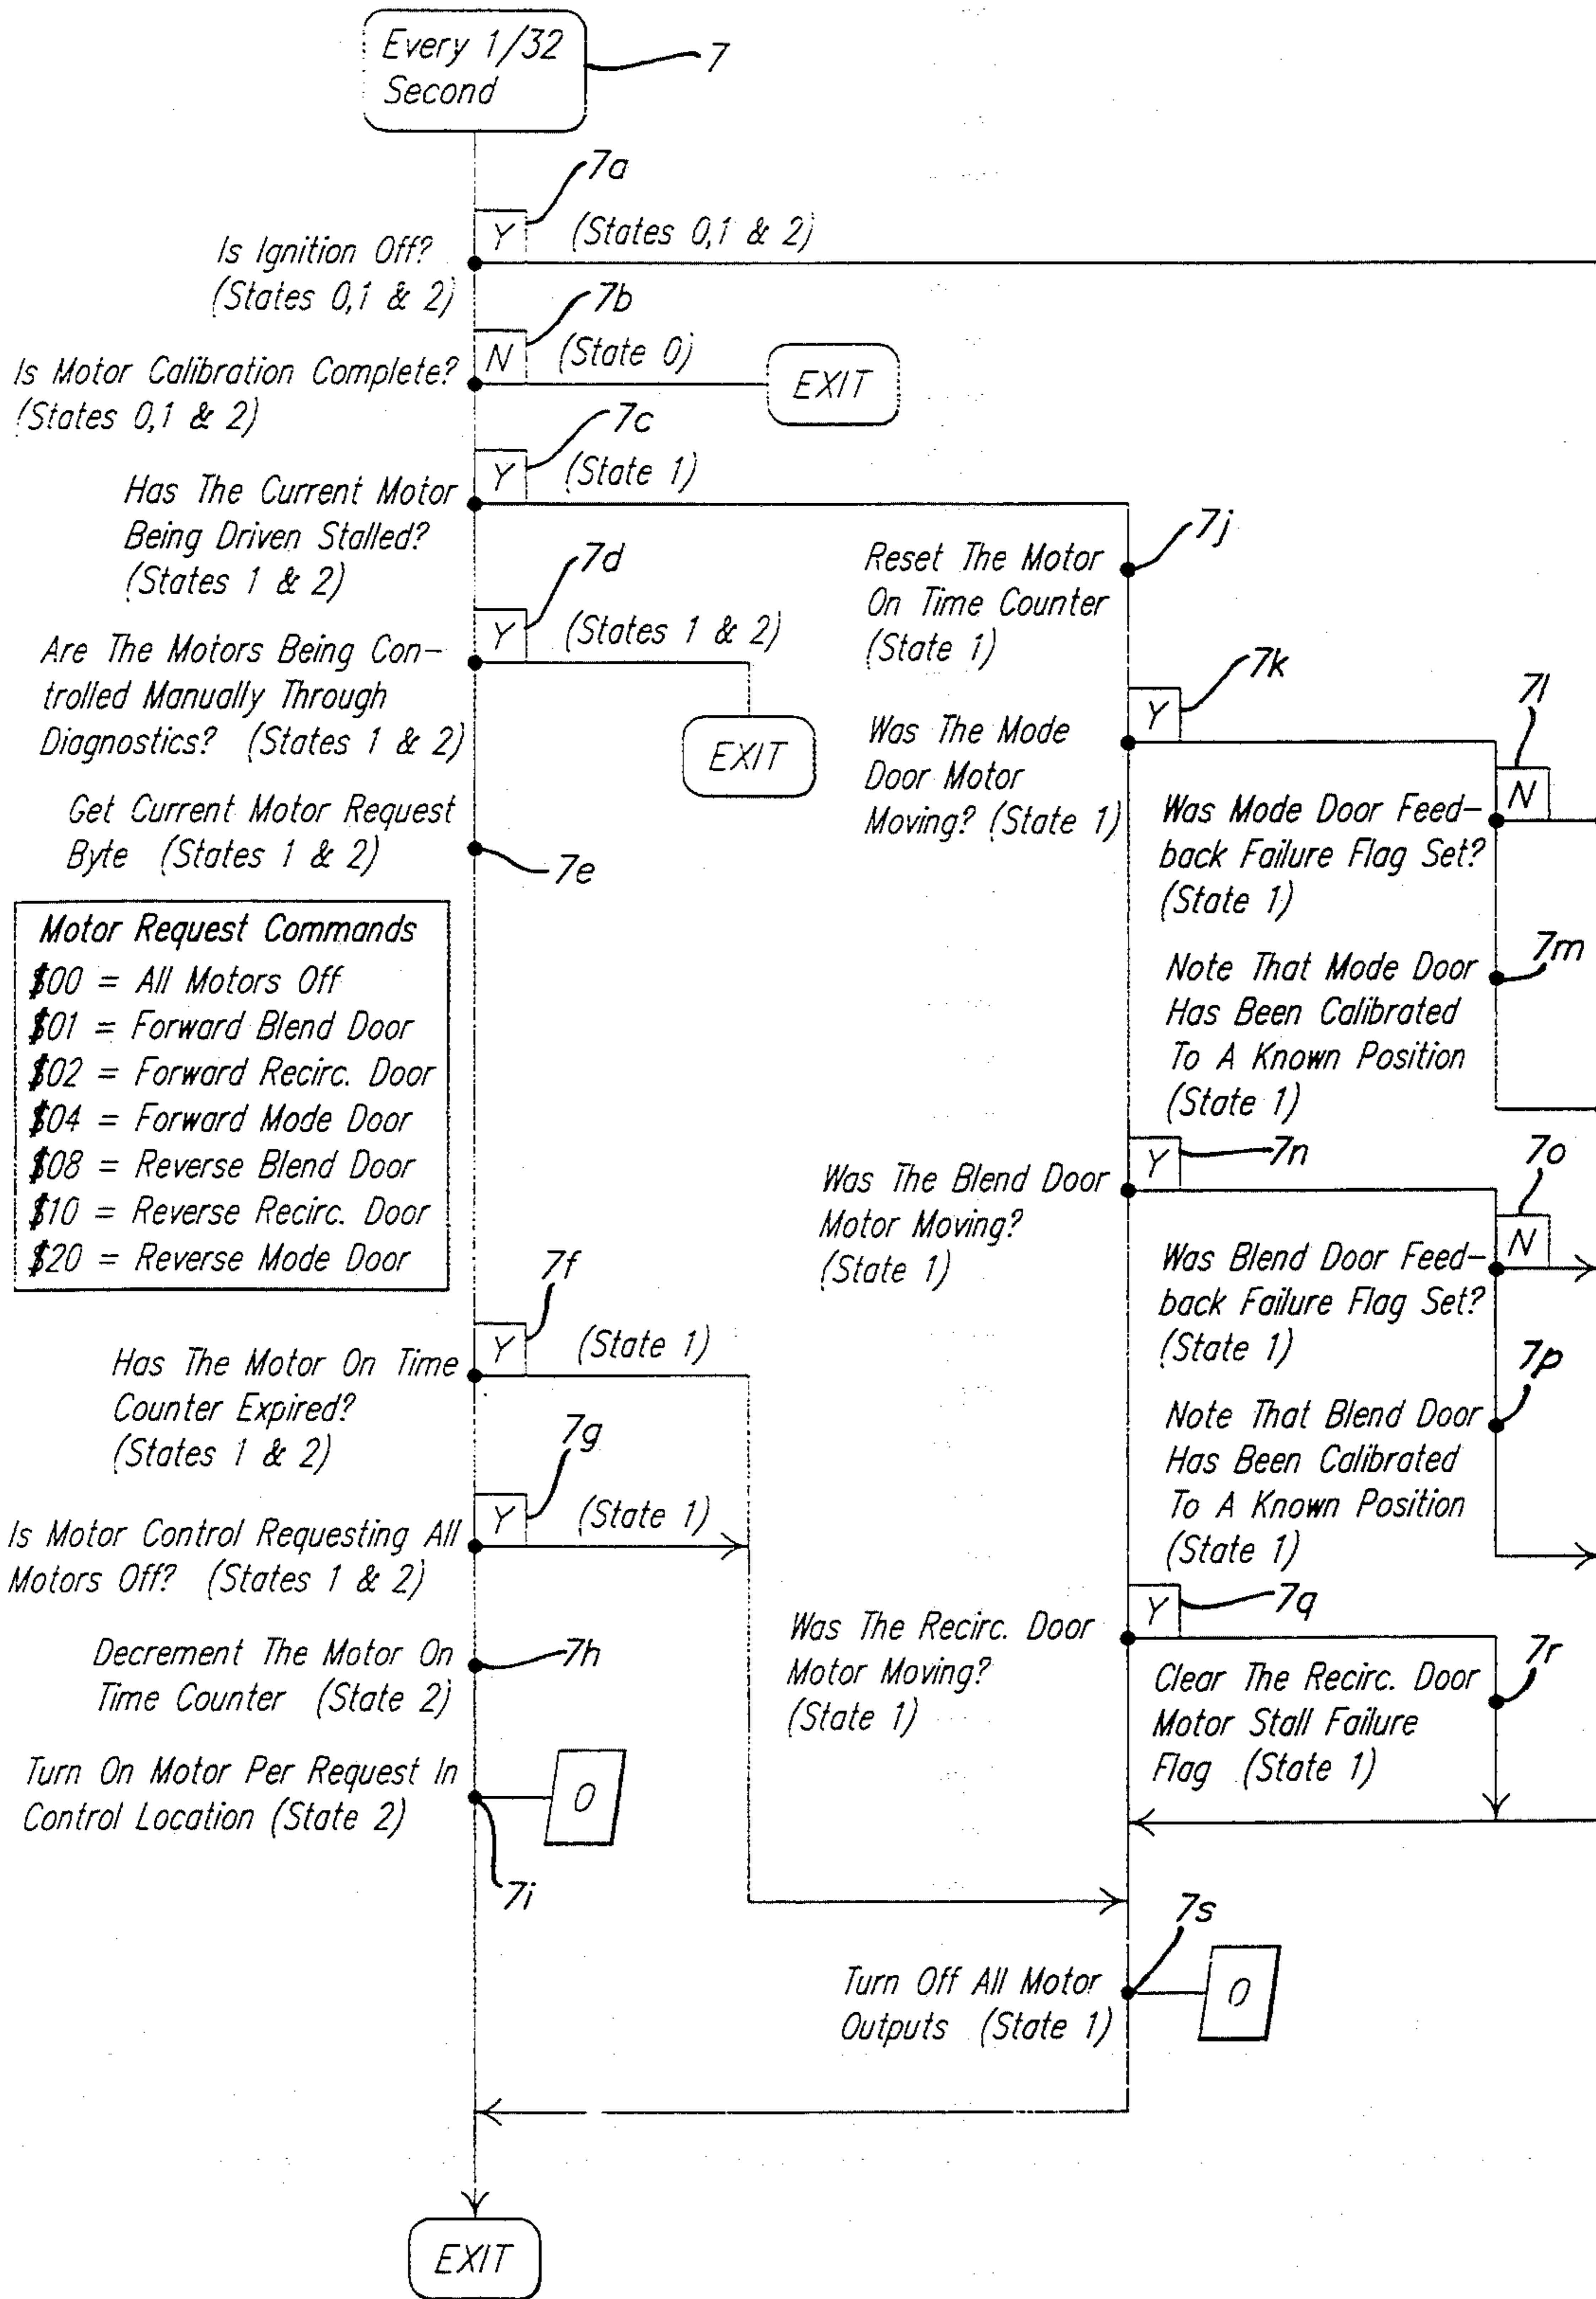 Every 1/32
Second
7
7a
Y
(States 0,1 & 2)
Is Ignition Off?
(States 0,1 & 2)
7b
N
(State 0)
Is Motor Calibration Complete?
(States 0,1 & 2)
EXIT
7c
Y
(State 1)
Has The Current Motor
Being Driven Stalled?
(States 1 & 2)
7d
Y
(States 1 & 2)
Are The Motors Being Con-
trolled Manually Through
Diagnostics? (States 1 & 2)
EXIT
Get Current Motor Request
Byte (States 1 & 2)
7e
Motor Request Commands
$00 = All Motors Off
$01 = Forward Blend Door
$02 = Forward Recirc. Door
$04 = Forward Mode Door
$08 = Reverse Blend Door
$10 = Reverse Recirc. Door
$20 = Reverse Mode Door
7f
Y
(State 1)
Has The Motor On Time
Counter Expired?
(States 1 & 2)
7g
Y
(State 1)
Is Motor Control Requesting All
Motors Off? (States 1 & 2)
Decrement The Motor On
Time Counter (State 2)
7h
Turn On Motor Per Request In
Control Location (State 2)
O
7i
Reset The Motor
On Time Counter
(State 1)
7j
7k
Y
Was The Mode
Door Motor
Moving? (State 1)
7l
N
Was Mode Door Feed-
back Failure Flag Set?
(State 1)
7m
Note That Mode Door
Has Been Calibrated
To A Known Position
(State 1)
Y
7n
Was The Blend Door
Motor Moving?
(State 1)
7o
N
Was Blend Door Feed-
back Failure Flag Set?
(State 1)
7p
Note That Blend Door
Has Been Calibrated
To A Known Position
(State 1)
Y
7q
Was The Recirc. Door
Motor Moving?
(State 1)
7r
Clear The Recirc. Door
Motor Stall Failure
Flag (State 1)
7s
Turn Off All Motor
Outputs (State 1)
O
EXIT